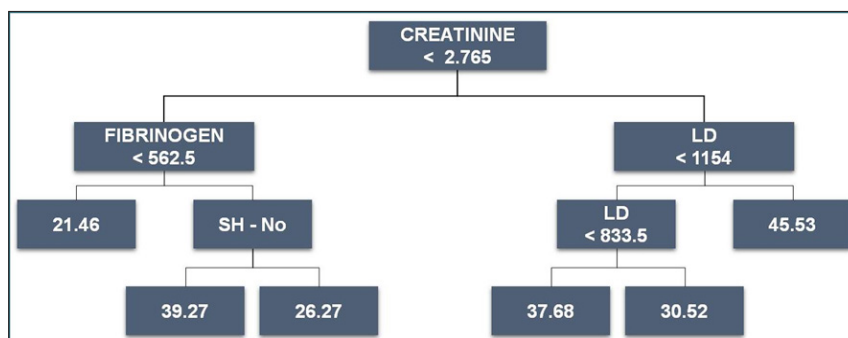 CREATININE
< 2.765
FIBRINOGEN
< 562.5
LD
< 1154
21.46
SH - No
LD
< 833.5
45.53
39.27
26.27
37.68
30.52